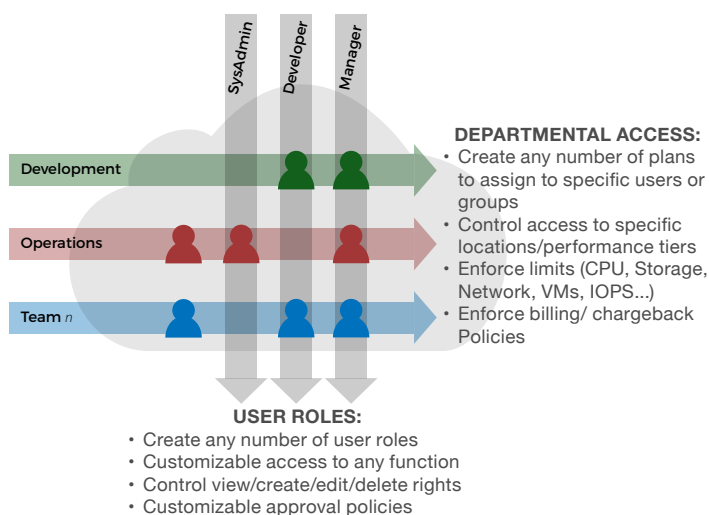 SysAdmin
Developer
Manager
Development
Operations
Team n
DEPARTMENTAL ACCESS:
• Create any number of plans
to assign to specific users or
groups
• Control access to specific
locations/performance tiers
• Enforce limits (CPU, Storage,
Network, VMs, IOPS...)
• Enforce billing/ chargeback
Policies
USER ROLES:
• Create any number of user roles
• Customizable access to any function
• Control view/create/edit/delete rights
• Customizable approval policies